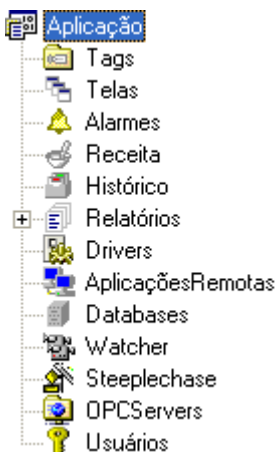 Aplicação
Tags
Telas
Alarmes
Receita
Histórico
Relatórios
Drivers
AplicaçõesRemotas
Databases
Watcher
Steeplechase
OPCServers
Usuários